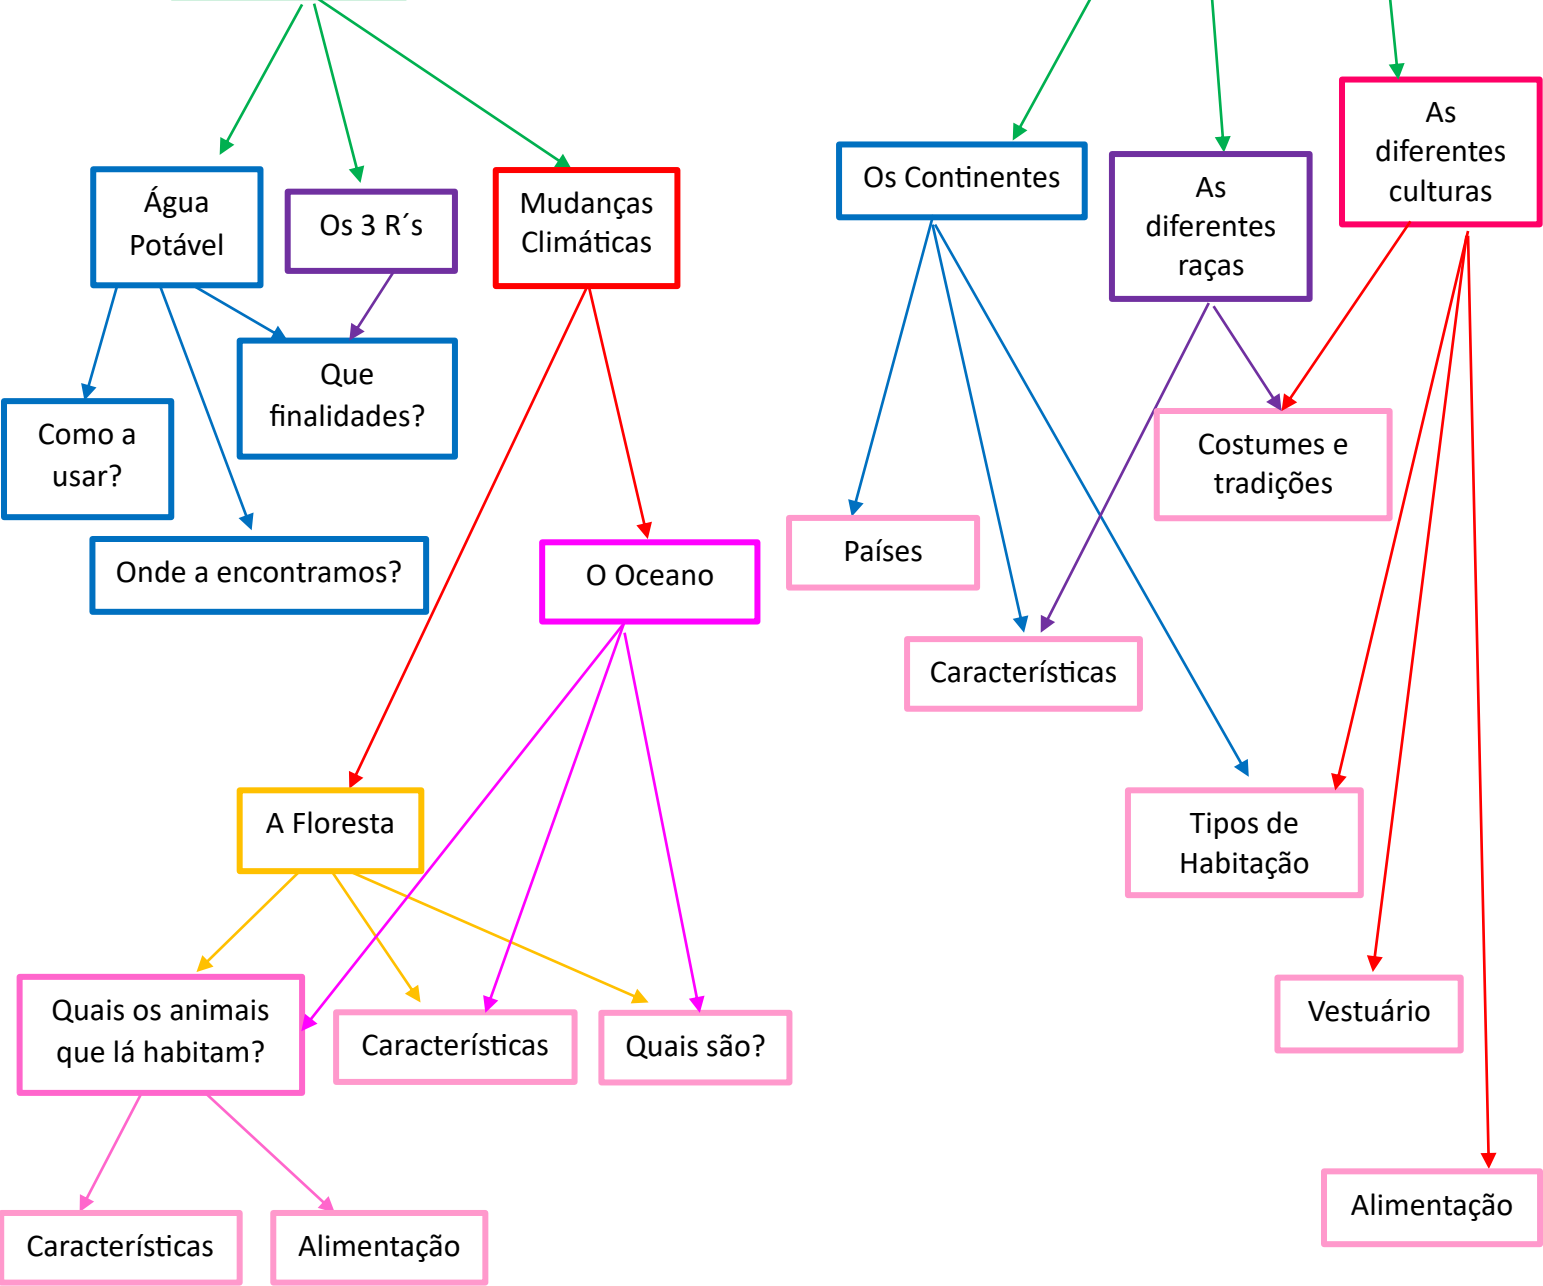 Água
Potável
Os 3 R´s
Mudanças
Climáticas
Que
finalidades?
Como a
usar?
Onde a encontramos?
O Oceano
A Floresta
Quais os animais
que lá habitam?
Características
Quais são?
Características
Alimentação
Os Continentes
As
diferentes
raças
As
diferentes
culturas
Costumes e
tradições
Países
Características
Tipos de
Habitação
Vestuário
Alimentação